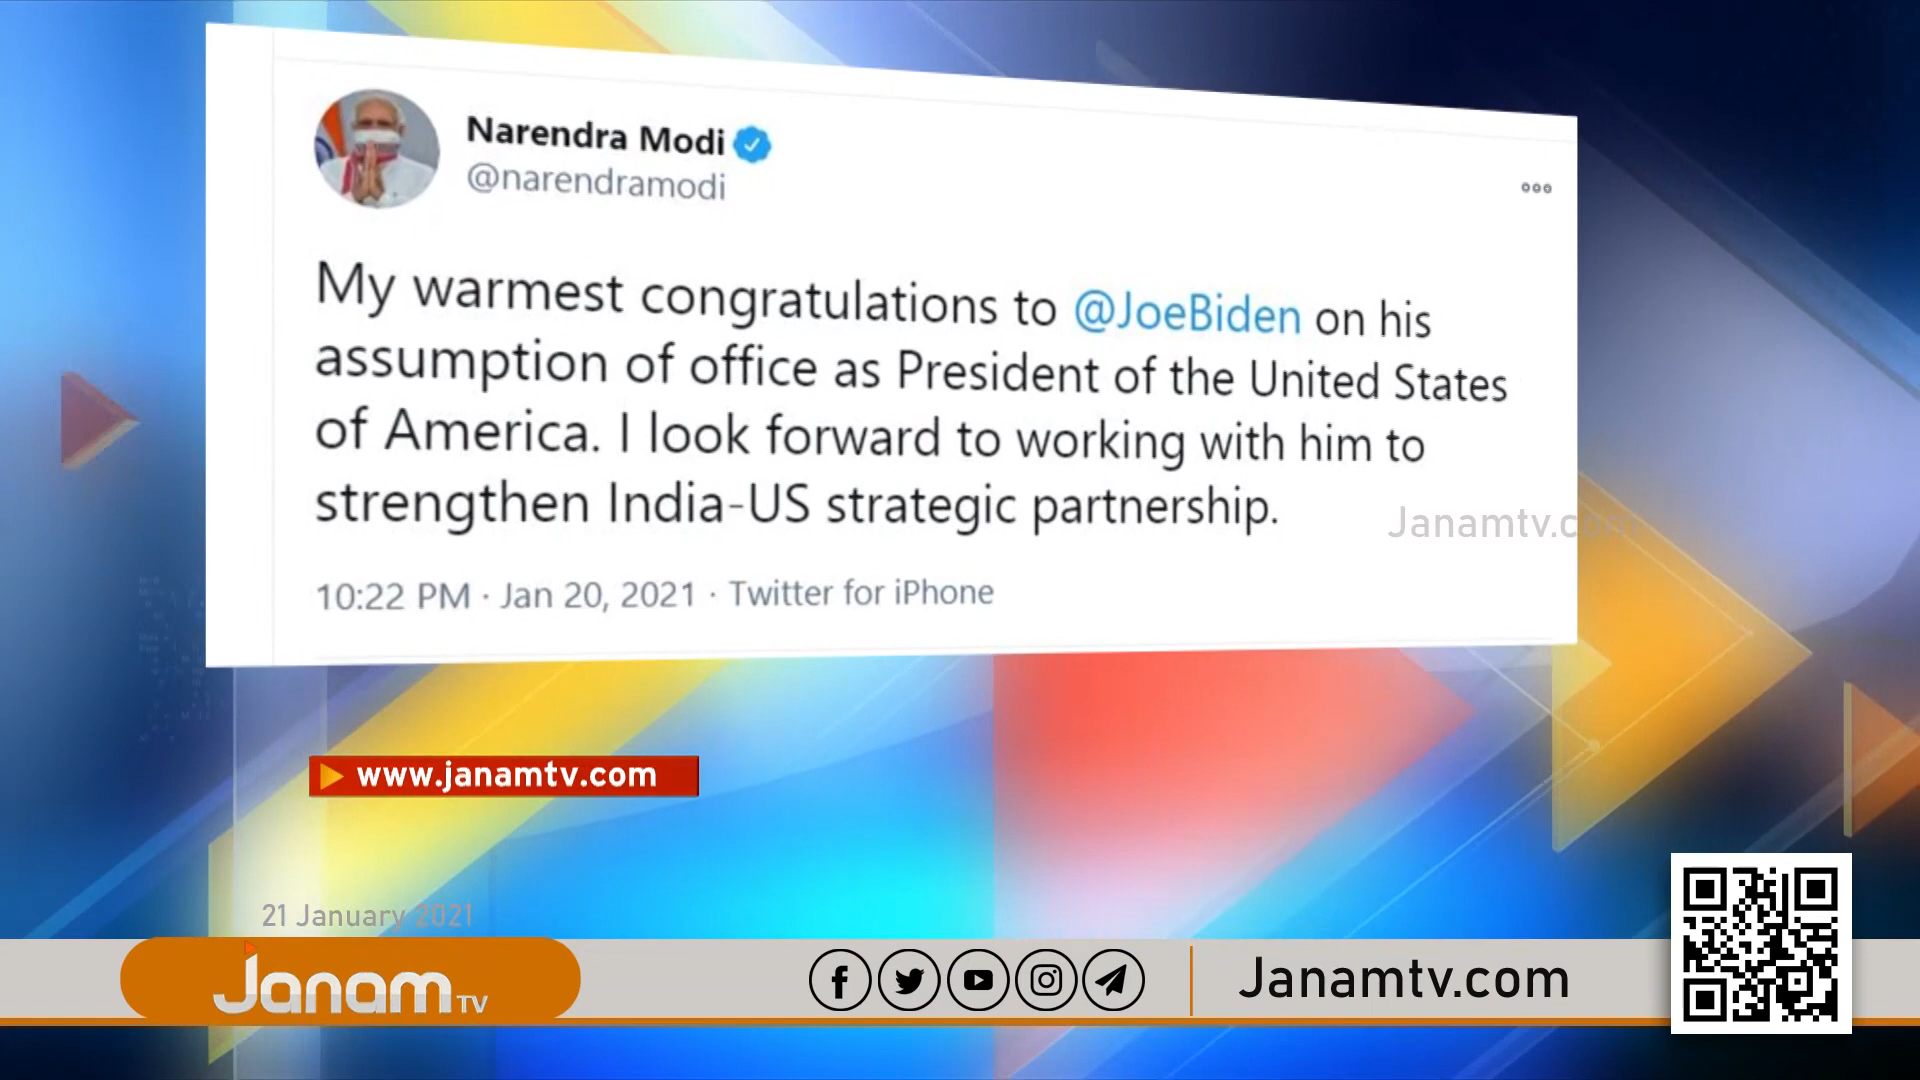 Narendra Modi
@narendramodi
My warmest congratulations to @JoeBiden on his
assumption of office as President of the United States
of America. I look forward to working with him to
strengthen India-US strategic partnership.
Janamtv.com
10:22 PM · Jan 20, 2021 · Twitter for iPhone
www.janamtv.com
21 January 2021
Janam TV
Janamtv.com